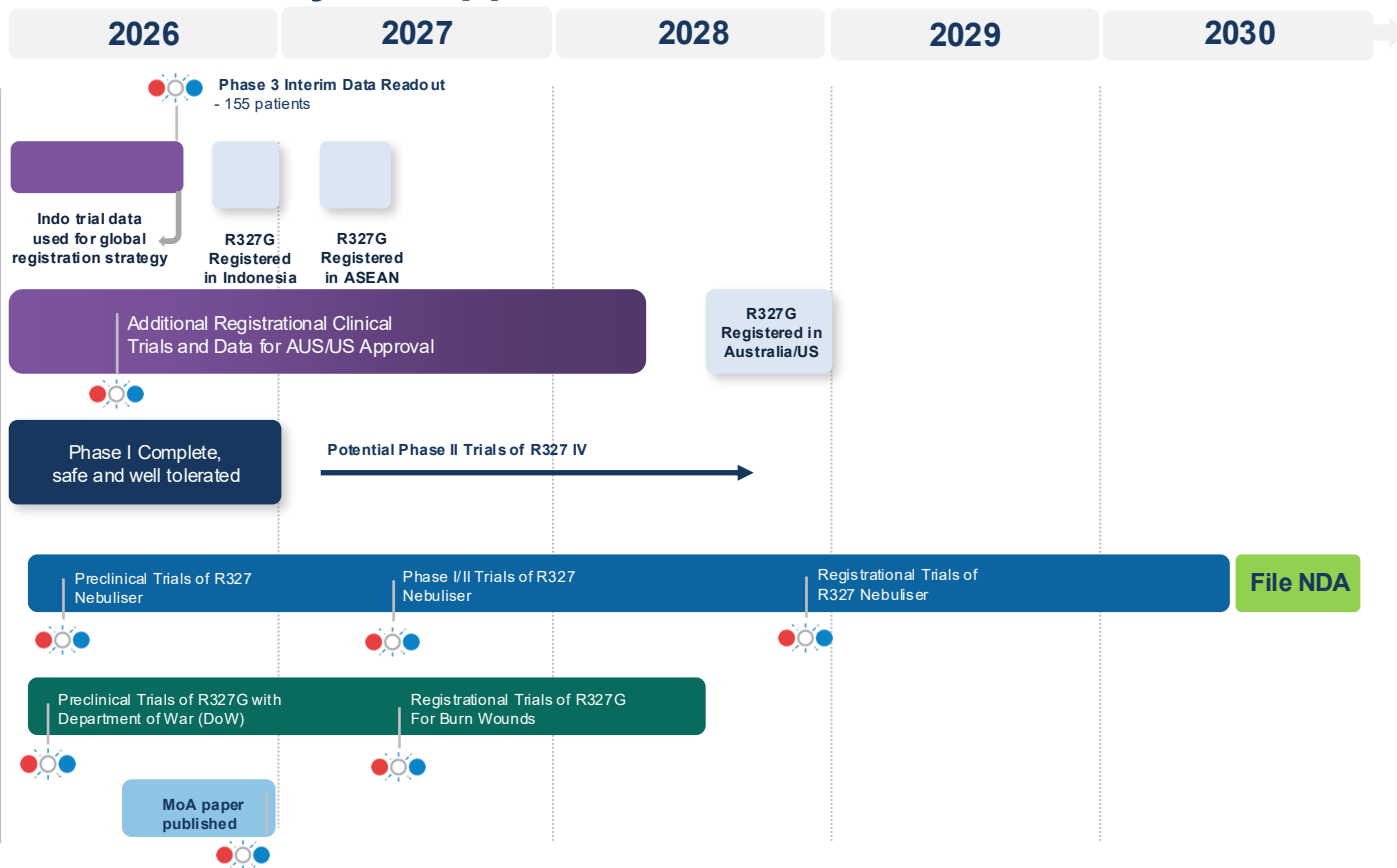 2026
2027
2028
2029
2030
Phase 3 Interim Data Readout
- 155 patients
Indo trial data
used for global
registration strategy
R327G
Registered
in Indonesia
R327G
Registered
in ASEAN
Additional Registrational Clinical
Trials and Data for AUS/US Approval
R327G
Registered in
Australia/US
Phase I Complete,
safe and well tolerated
Potential Phase II Trials of R327 IV
Preclinical Trials of R327
Nebuliser
Phase I/II Trials of R327
Nebuliser
Registrational Trials of
R327 Nebuliser
File NDA
Preclinical Trials of R327G with
Department of War (DoW)
Registrational Trials of R327G
For Burn Wounds
MoA paper
published